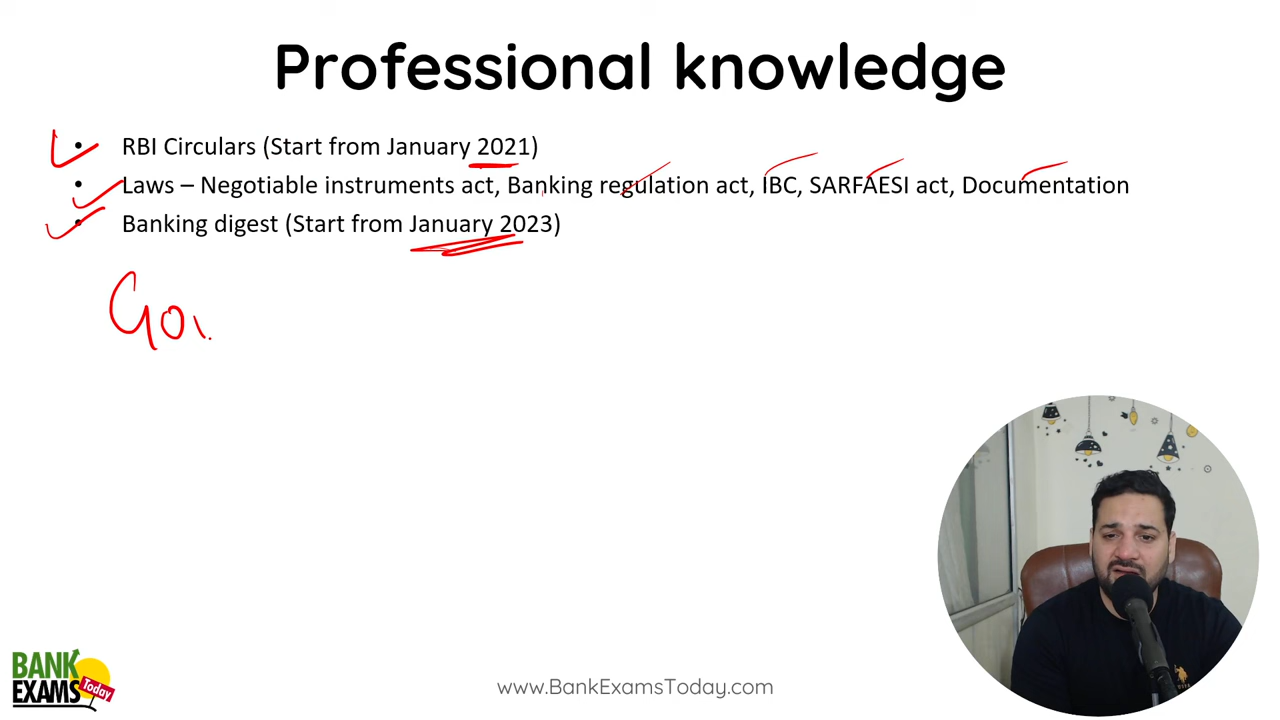 Professional knowledge
• RBI Circulars (Start from January 2021)
• Laws – Negotiable instruments act, Banking regulation act, IBC, SARFAESI act, Documentation
• Banking digest (Start from January 2023)
BANK
EXAMS
Today
www.BankExamsToday.com